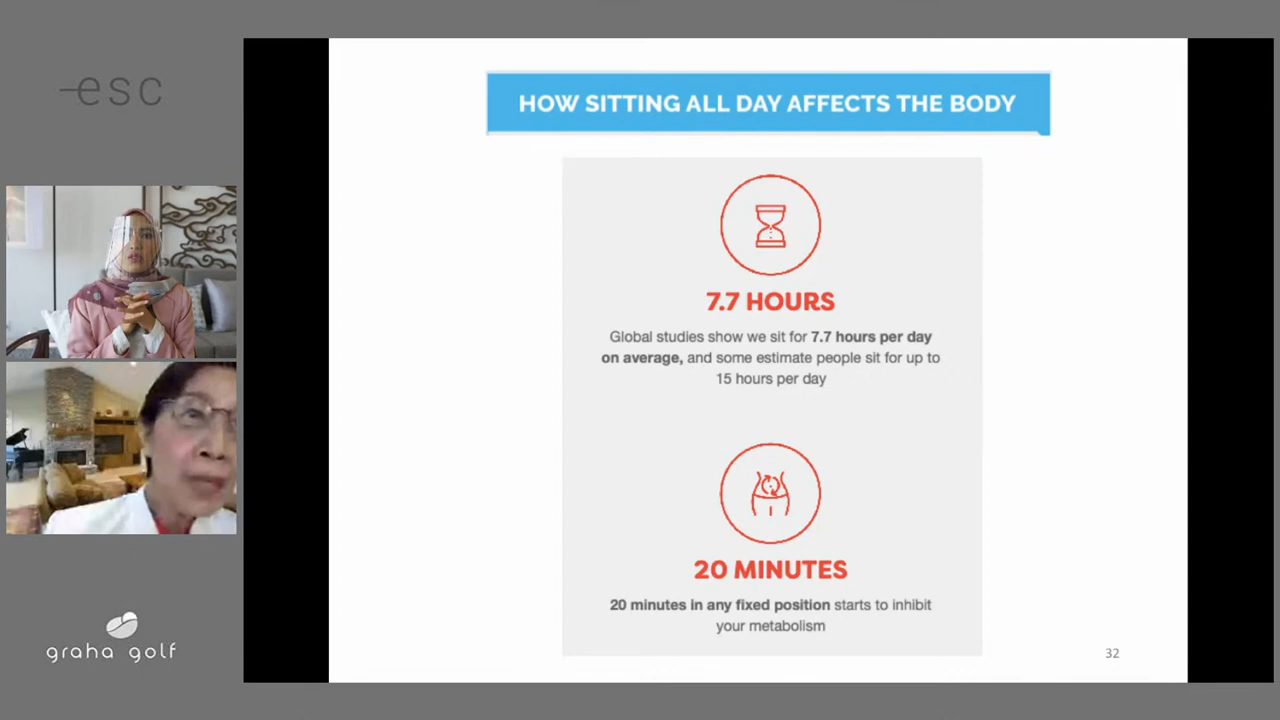 esc
HOW SITTING ALL DAY AFFECTS THE BODY
7.7 HOURS
Global studies show we sit for 7.7 hours per day
on average, and some estimate people sit for up to
15 hours per day
20 MINUTES
20 minutes in any fixed position starts to inhibit
your metabolism
32
graha golf